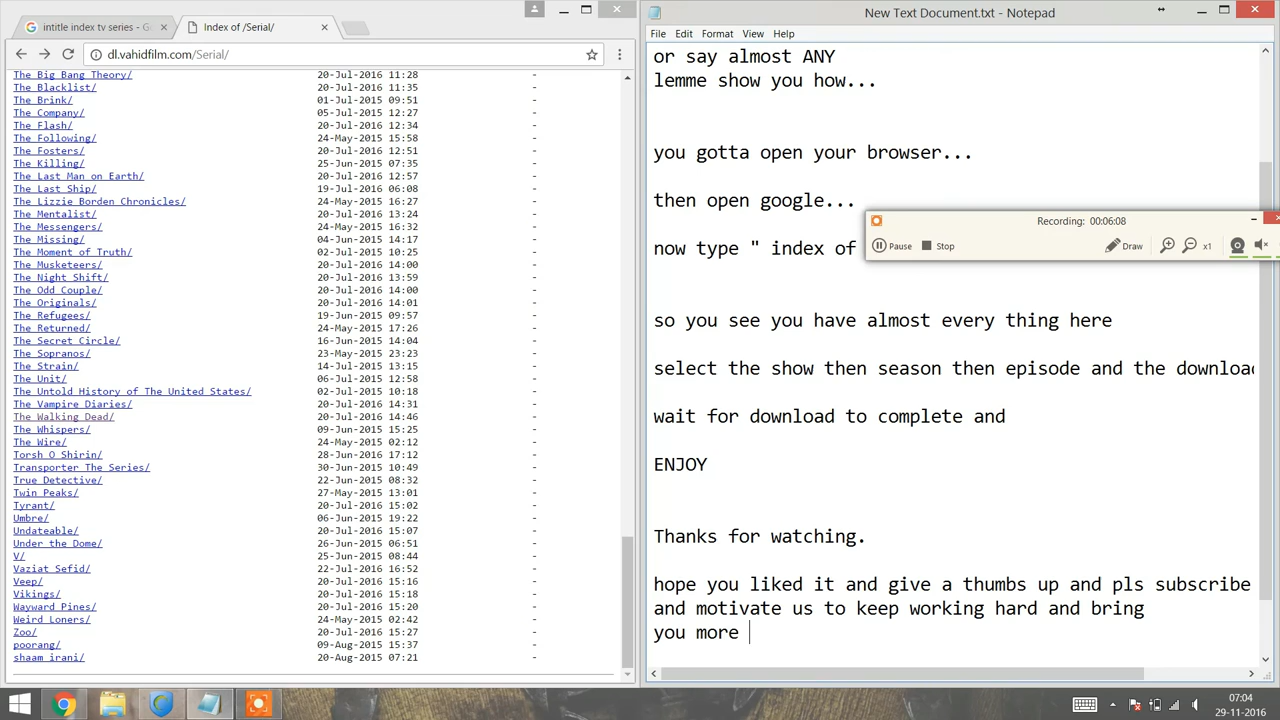 intitle index tv series - G
Index of /Serial/
dl.vahidfilm.com/Serial/
The Big Bang Theory/ 20-Jul-2016 11:28 -
The Blacklist/ 20-Jul-2016 11:35 -
The Brink/ 01-Jul-2015 09:51 -
The Company/ 05-Jul-2015 12:27 -
The Flash/ 20-Jul-2016 12:34 -
The Following/ 24-May-2015 15:58 -
The Fosters/ 20-Jul-2016 12:51 -
The Killing/ 25-Jun-2015 07:35 -
The Last Man on Earth/ 20-Jul-2016 12:57 -
The Last Ship/ 19-Jul-2016 06:08 -
The Lizzie Borden Chronicles/ 24-May-2015 16:27 -
The Mentalist/ 20-Jul-2016 13:24 -
The Messengers/ 24-May-2015 16:32 -
The Missing/ 04-Jun-2015 14:17 -
The Moment of Truth/ 02-Jul-2015 10:25 -
The Musketeers/ 20-Jul-2016 14:00 -
The Night Shift/ 20-Jul-2016 13:59 -
The Odd Couple/ 20-Jul-2016 14:00 -
The Originals/ 20-Jul-2016 14:01 -
The Refugees/ 19-Jun-2015 09:57 -
The Returned/ 24-May-2015 17:26 -
The Secret Circle/ 16-Jun-2015 14:04 -
The Sopranos/ 23-May-2015 23:23 -
The Strain/ 14-Jul-2015 13:15 -
The Unit/ 06-Jul-2015 12:58 -
The Untold History of The United States/ 02-Jul-2015 10:18 -
The Vampire Diaries/ 20-Jul-2016 14:31 -
The Walking Dead/ 20-Jul-2016 14:46 -
The Whispers/ 09-Jun-2015 15:25 -
The Wire/ 24-May-2015 02:12 -
Torsh O Shirin/ 28-Jun-2015 17:12 -
Transporter The Series/ 30-Jun-2015 10:49 -
True Detective/ 22-Jun-2015 08:32 -
Twin Peaks/ 27-May-2015 13:01 -
Tyrant/ 20-Jul-2016 15:02 -
Umbre/ 06-Jun-2015 19:22 -
Undateable/ 20-Jul-2016 15:07 -
Under the Dome/ 26-Jun-2015 06:51 -
V/ 25-Jun-2015 08:44 -
Vaziat Sefid/ 22-Jul-2016 16:52 -
Veep/ 20-Jul-2016 15:16 -
Vikings/ 20-Jul-2016 15:18 -
Wayward Pines/ 20-Jul-2016 15:20 -
Weird Loners/ 24-May-2015 02:42 -
Zoo/ 20-Jul-2016 15:27 -
poorang/ 09-Aug-2015 15:37 -
shaam irani/ 20-Aug-2015 07:21 -
New Text Document.txt - Notepad
File Edit Format View Help
or say almost ANY
lemme show you how...
you gotta open your browser...
then open google...
now type " index of
Recording: 00:06:08
Pause Stop Draw x1
so you see you have almost every thing here
select the show then season then episode and the download
wait for download to complete and
ENJOY
Thanks for watching.
hope you liked it and give a thumbs up and pls subscribe
and motivate us to keep working hard and bring
you more
07:04
29-11-2016